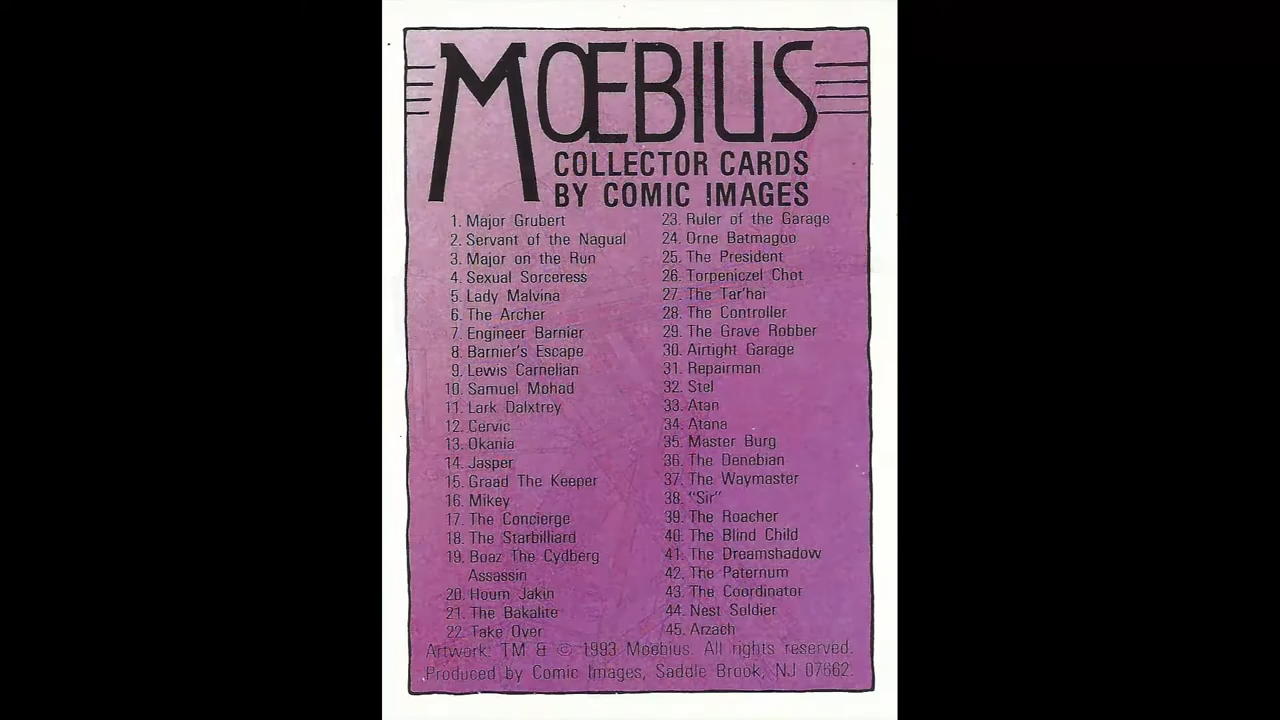 MŒBIUS
COLLECTOR CARDS
BY COMIC IMAGES
1. Major Grubert
2. Servant of the Nagual
3. Major on the Run
4. Sexual Sorceress
5. Lady Malvina
6. The Archer
7. Engineer Barnier
8. Barnier's Escape
9. Lewis Carnelian
10. Samuel Mohad
11. Lark Dalxtrey
12. Cervic
13. Okania
14. Jasper
15. Graad The Keeper
16. Mikey
17. The Concierge
18. The Starbilliard
19. Boaz The Cydberg
Assassin
20. Houm Jakin
21. The Bakalite
22. Take Over
23. Ruler of the Garage
24. Orne Batmagoo
25. The President
26. Torpeniczel Chot
27. The Tar'hai
28. The Controller
29. The Grave Robber
30. Airtight Garage
31. Repairman
32. Stel
33. Atan
34. Atana
35. Master Burg
36. The Denebian
37. The Waymaster
38. "Sir"
39. The Roacher
40. The Blind Child
41. The Dreamshadow
42. The Paternum
43. The Coordinator
44. Nest Soldier
45. Arzach
Artwork: TM & © 1993 Moebius. All rights reserved.
Produced by Comic Images, Saddle Brook, NJ 07662.